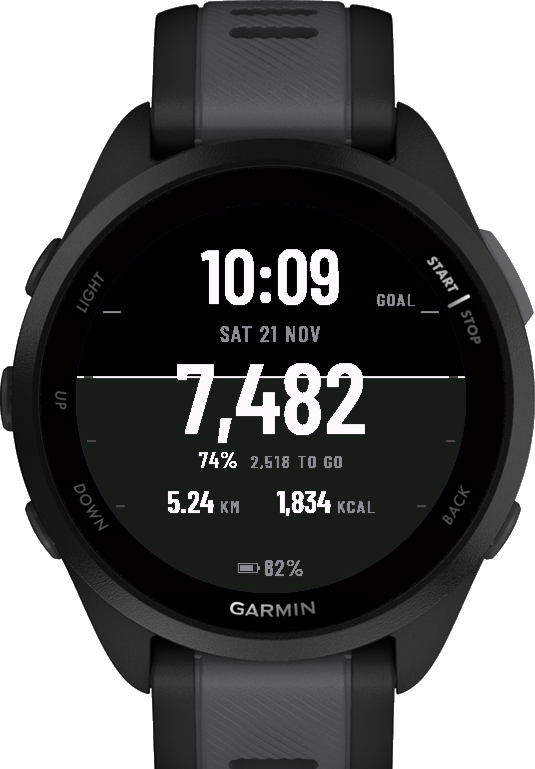 10:09
GOAL
SAT 21 NOV
7,482
74% 2,518 TO GO
5.24 KM 1,834 KCAL
82%
GARMIN
LIGHT
UP
DOWN
START
STOP
BACK